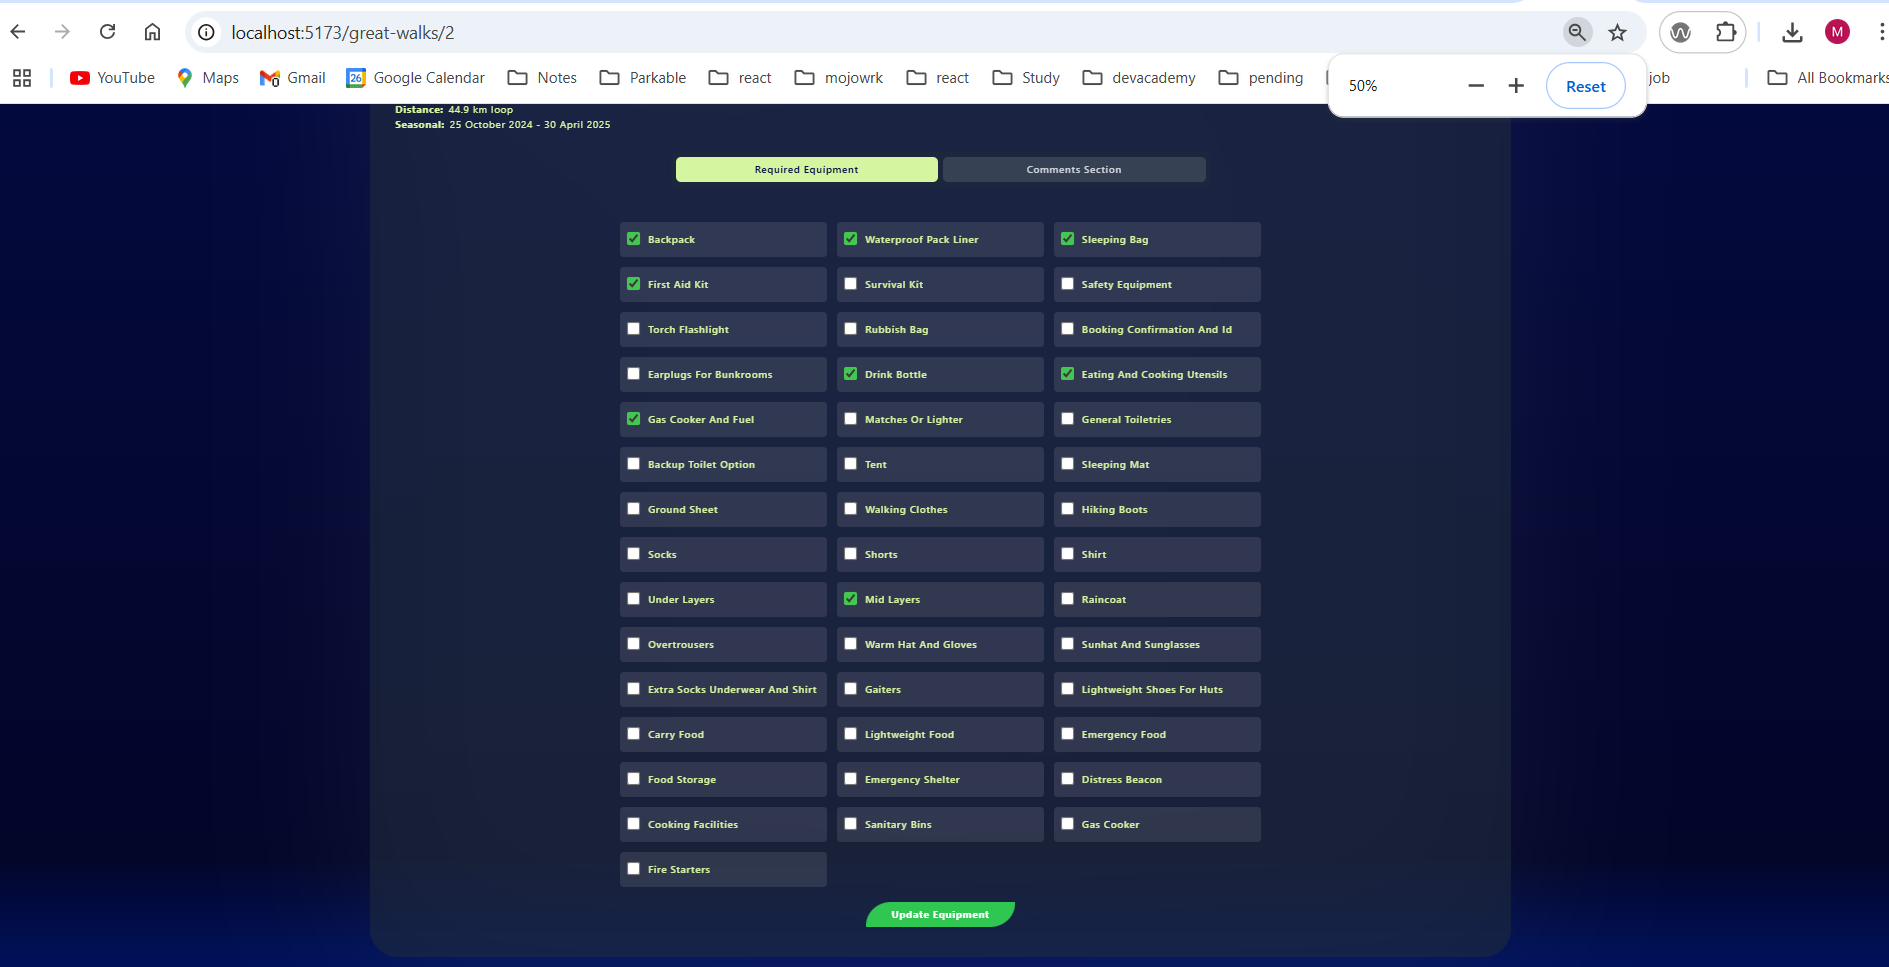 localhost:5173/great-walks/2
M
YouTube Maps Gmail 26 Google Calendar Notes Parkable react mojowrk react Study devacademy pending job All Bookmarks
50% Reset
Distance: 44.9 km loop
Seasonal: 25 October 2024 - 30 April 2025
Required Equipment Comments Section
Backpack Waterproof Pack Liner Sleeping Bag
First Aid Kit Survival Kit Safety Equipment
Torch Flashlight Rubbish Bag Booking Confirmation And Id
Earplugs For Bunkrooms Drink Bottle Eating And Cooking Utensils
Gas Cooker And Fuel Matches Or Lighter General Toiletries
Backup Toilet Option Tent Sleeping Mat
Ground Sheet Walking Clothes Hiking Boots
Socks Shorts Shirt
Under Layers Mid Layers Raincoat
Overtrousers Warm Hat And Gloves Sunhat And Sunglasses
Extra Socks Underwear And Shirt Gaiters Lightweight Shoes For Huts
Carry Food Lightweight Food Emergency Food
Food Storage Emergency Shelter Distress Beacon
Cooking Facilities Sanitary Bins Gas Cooker
Fire Starters
Update Equipment